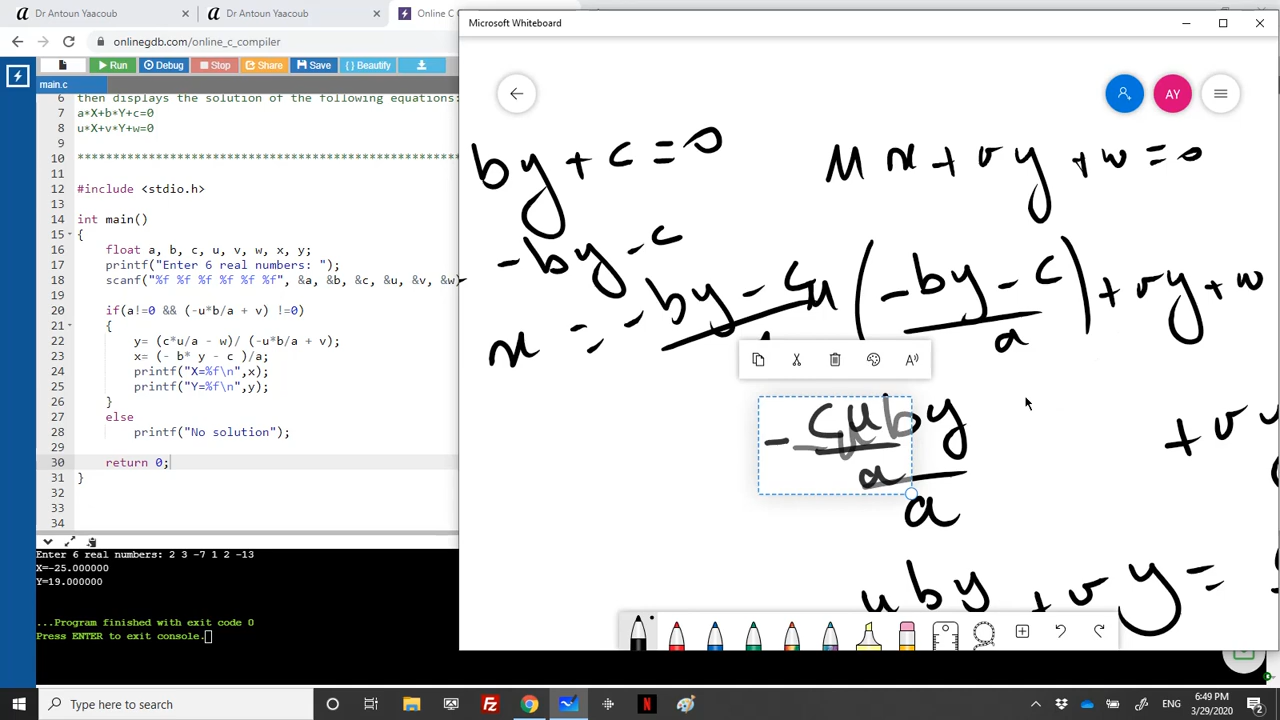 Dr Antoun Yaacoub
Dr Antoun Yaacoub
Online C
Microsoft Whiteboard
onlinegdb.com/online_c_compiler
Run
Debug
Stop
Share
Save
{ } Beautify
AY
main.c
6 then displays the solution of the following equations:
7 a*X+b*Y+c=0
8 u*X+v*Y+w=0
9
10 ****************************************************
11
12 #include <stdio.h>
13
14 int main()
15 {
16 float a, b, c, u, v, w, x, y;
17 printf("Enter 6 real numbers: ");
18 scanf("%f %f %f %f %f %f", &a, &b, &c, &u, &v, &w)
19
20 if(a!=0 && (-u*b/a + v) !=0)
21 {
22 y= (c*u/a - w)/ (-u*b/a + v);
23 x= (- b* y - c )/a;
24 printf("X=%f\n",x);
25 printf("Y=%f\n",y);
26 }
27 else
28 printf("No solution");
29
30 return 0;
31 }
32
33
34
by + c = 0
u x + v y + w = 0
- by - c
x = - by - c
u ( - by - c / a ) + vy + w
- cu / a
by
a
+ v
u by + v y =
Enter 6 real numbers: 2 3 -7 1 2 -13
X=-25.000000
Y=19.000000
...Program finished with exit code 0
Press ENTER to exit console.
Type here to search
ENG
6:49 PM
3/29/2020
2